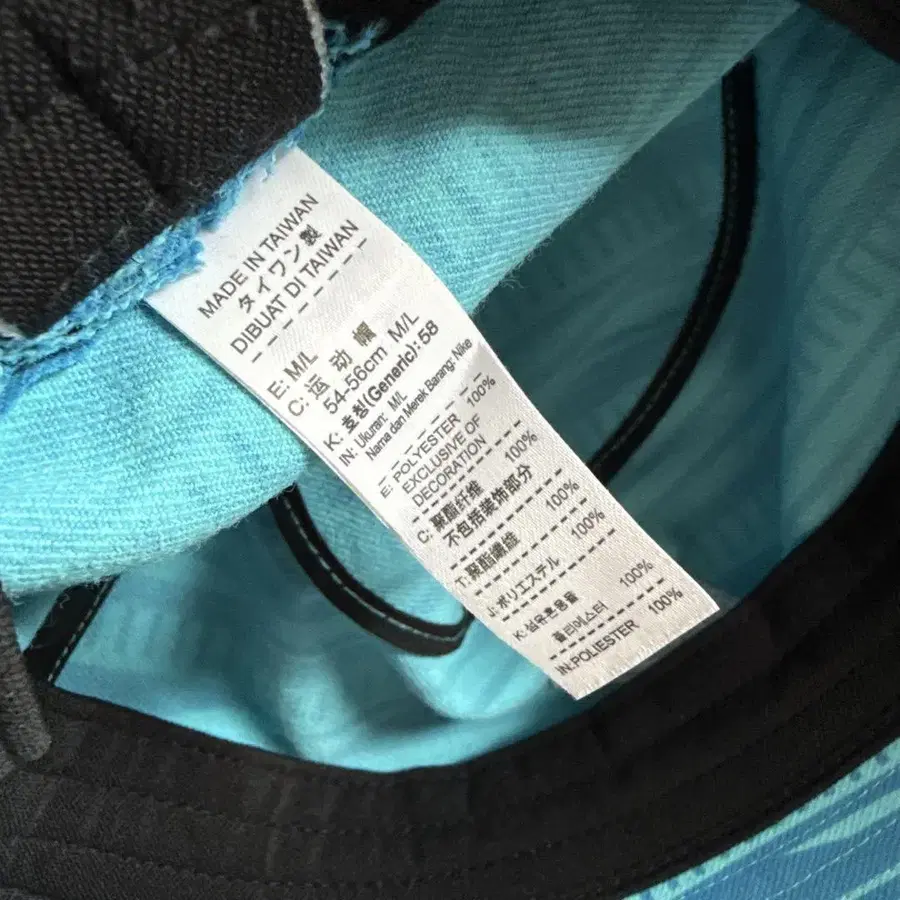 MADE IN TAIWAN
タイワン製
DIBUAT DI TAIWAN
E: M/L
C: 运动帽
54-56cm M/L
K: 호칭(Generic): 58
IN: Ukuran: M/L
Nama dan Merek Barang: Nike
E: POLYESTER 100%
EXCLUSIVE OF
DECORATION
C: 聚酯纤维 100%
不包括装饰部分
T: 聚酯纖維 100%
J: ポリエステル 100%
K: 섬유혼용율
폴리에스터 100%
IN: POLIESTER 100%